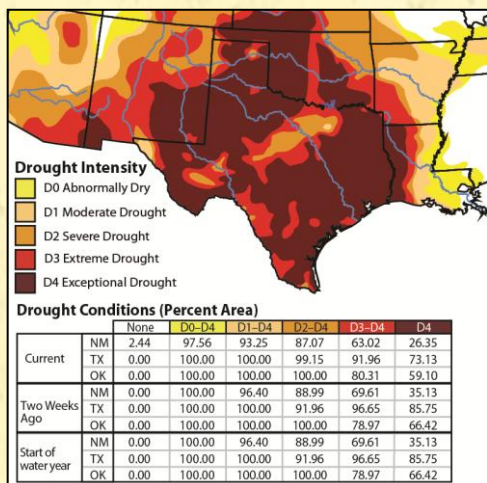 Drought Intensity
D0 Abnormally Dry
D1 Moderate Drought
D2 Severe Drought
D3 Extreme Drought
D4 Exceptional Drought
Drought Conditions (Percent Area)
None D0–D4 D1–D4 D2–D4 D3–D4 D4
Current
NM 2.44 97.56 93.25 87.07 63.02 26.35
TX 0.00 100.00 100.00 99.15 91.96 73.13
OK 0.00 100.00 100.00 100.00 80.31 59.10
Two Weeks Ago
NM 0.00 100.00 96.40 88.99 69.61 35.13
TX 0.00 100.00 100.00 91.96 96.65 85.75
OK 0.00 100.00 100.00 100.00 78.97 66.42
Start of water year
NM 0.00 100.00 96.40 88.99 69.61 35.13
TX 0.00 100.00 100.00 91.96 96.65 85.75
OK 0.00 100.00 100.00 100.00 78.97 66.42